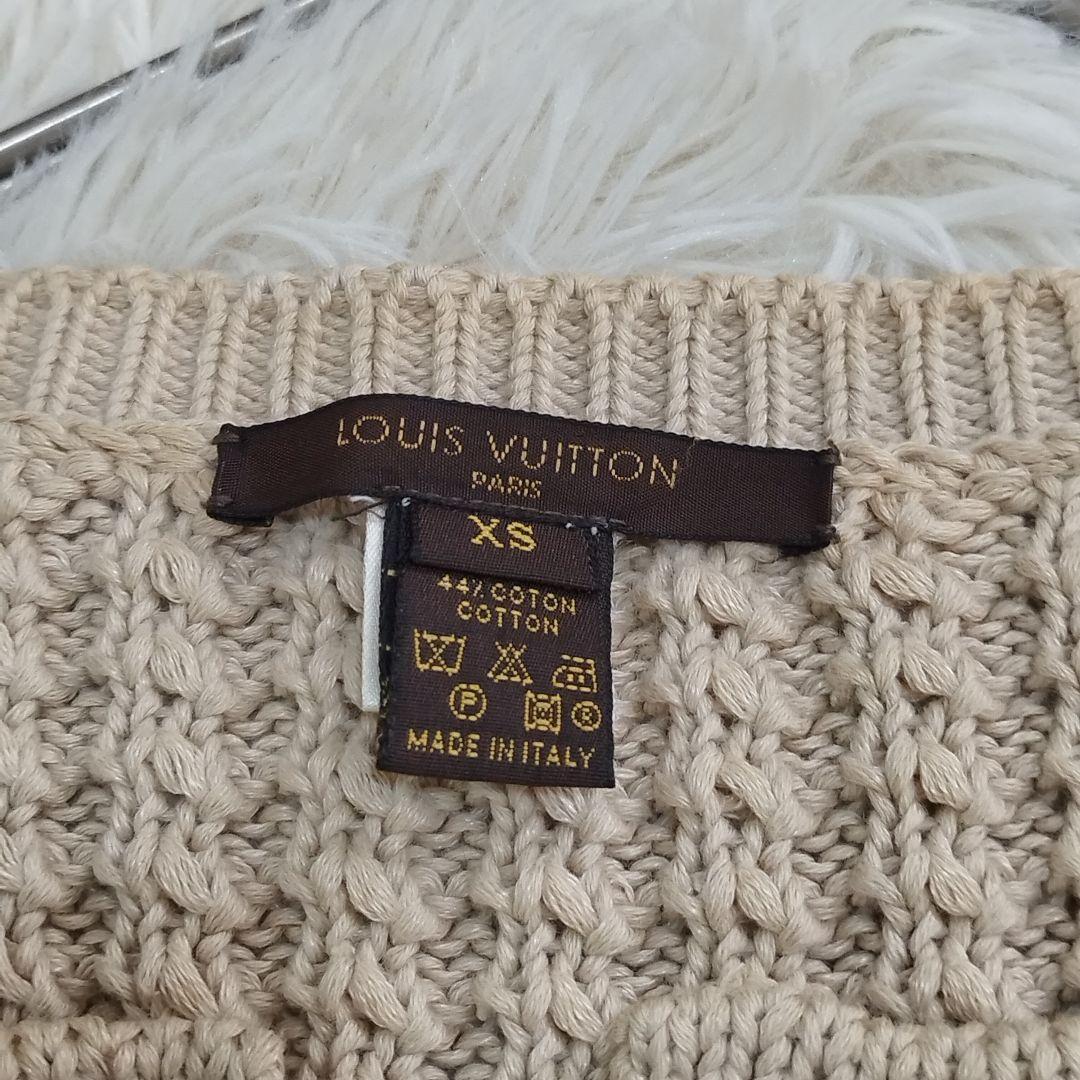 LOUIS VUITTON
PARIS
XS
44% COTON
COTTON
P
R
MADE IN ITALY